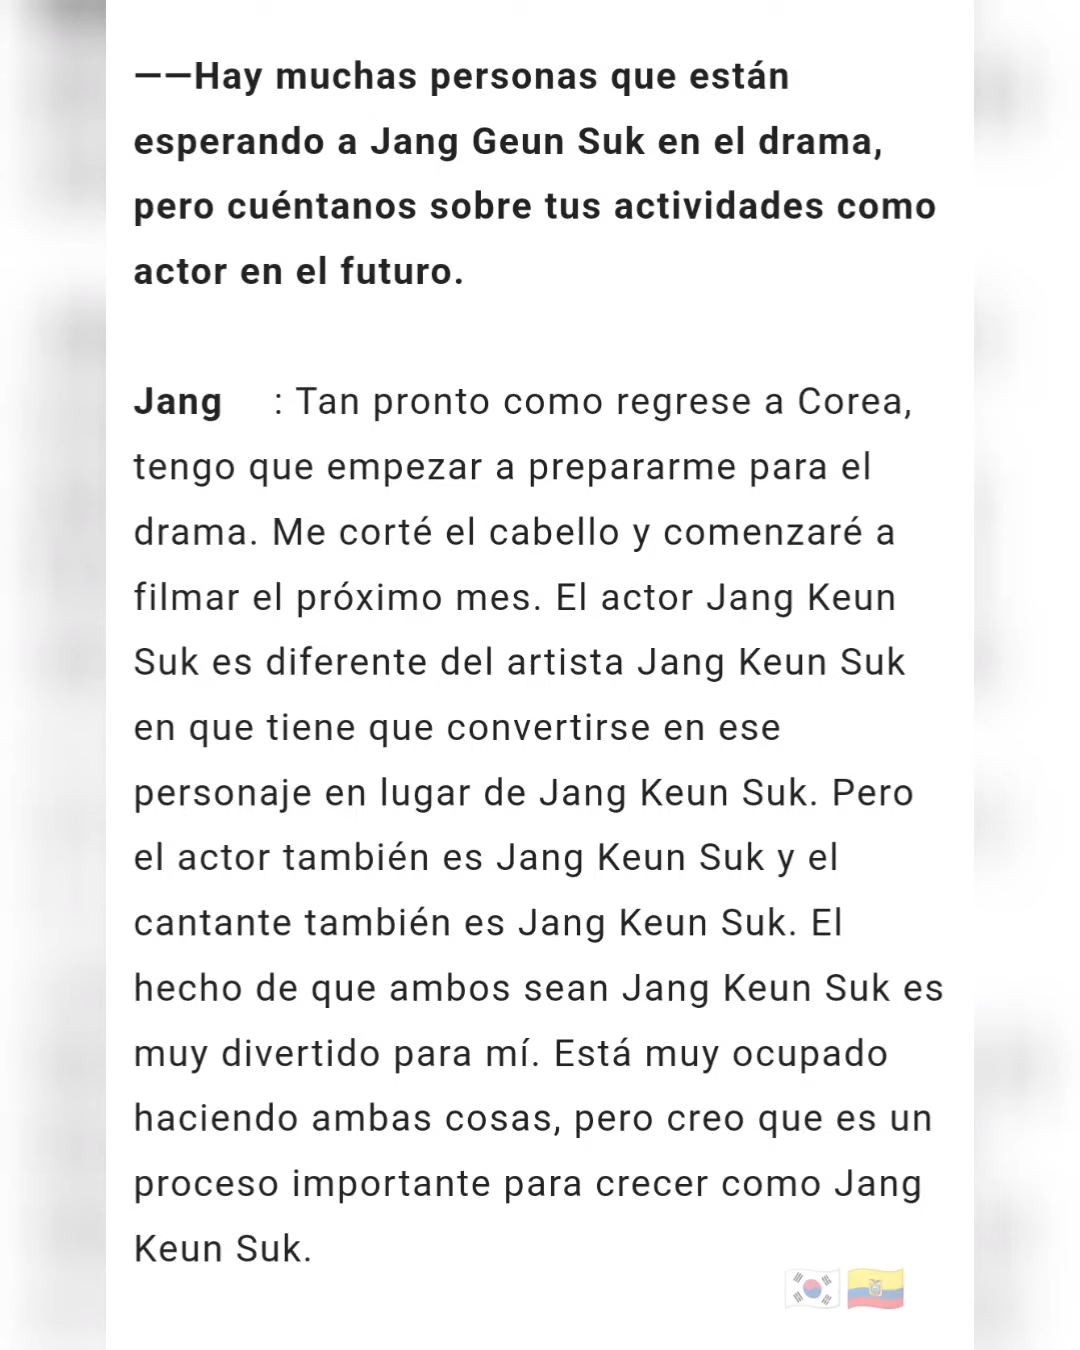 ——Hay muchas personas que están
esperando a Jang Geun Suk en el drama,
pero cuéntanos sobre tus actividades como
actor en el futuro.
Jang : Tan pronto como regrese a Corea,
tengo que empezar a prepararme para el
drama. Me corté el cabello y comenzaré a
filmar el próximo mes. El actor Jang Keun
Suk es diferente del artista Jang Keun Suk
en que tiene que convertirse en ese
personaje en lugar de Jang Keun Suk. Pero
el actor también es Jang Keun Suk y el
cantante también es Jang Keun Suk. El
hecho de que ambos sean Jang Keun Suk es
muy divertido para mí. Está muy ocupado
haciendo ambas cosas, pero creo que es un
proceso importante para crecer como Jang
Keun Suk.